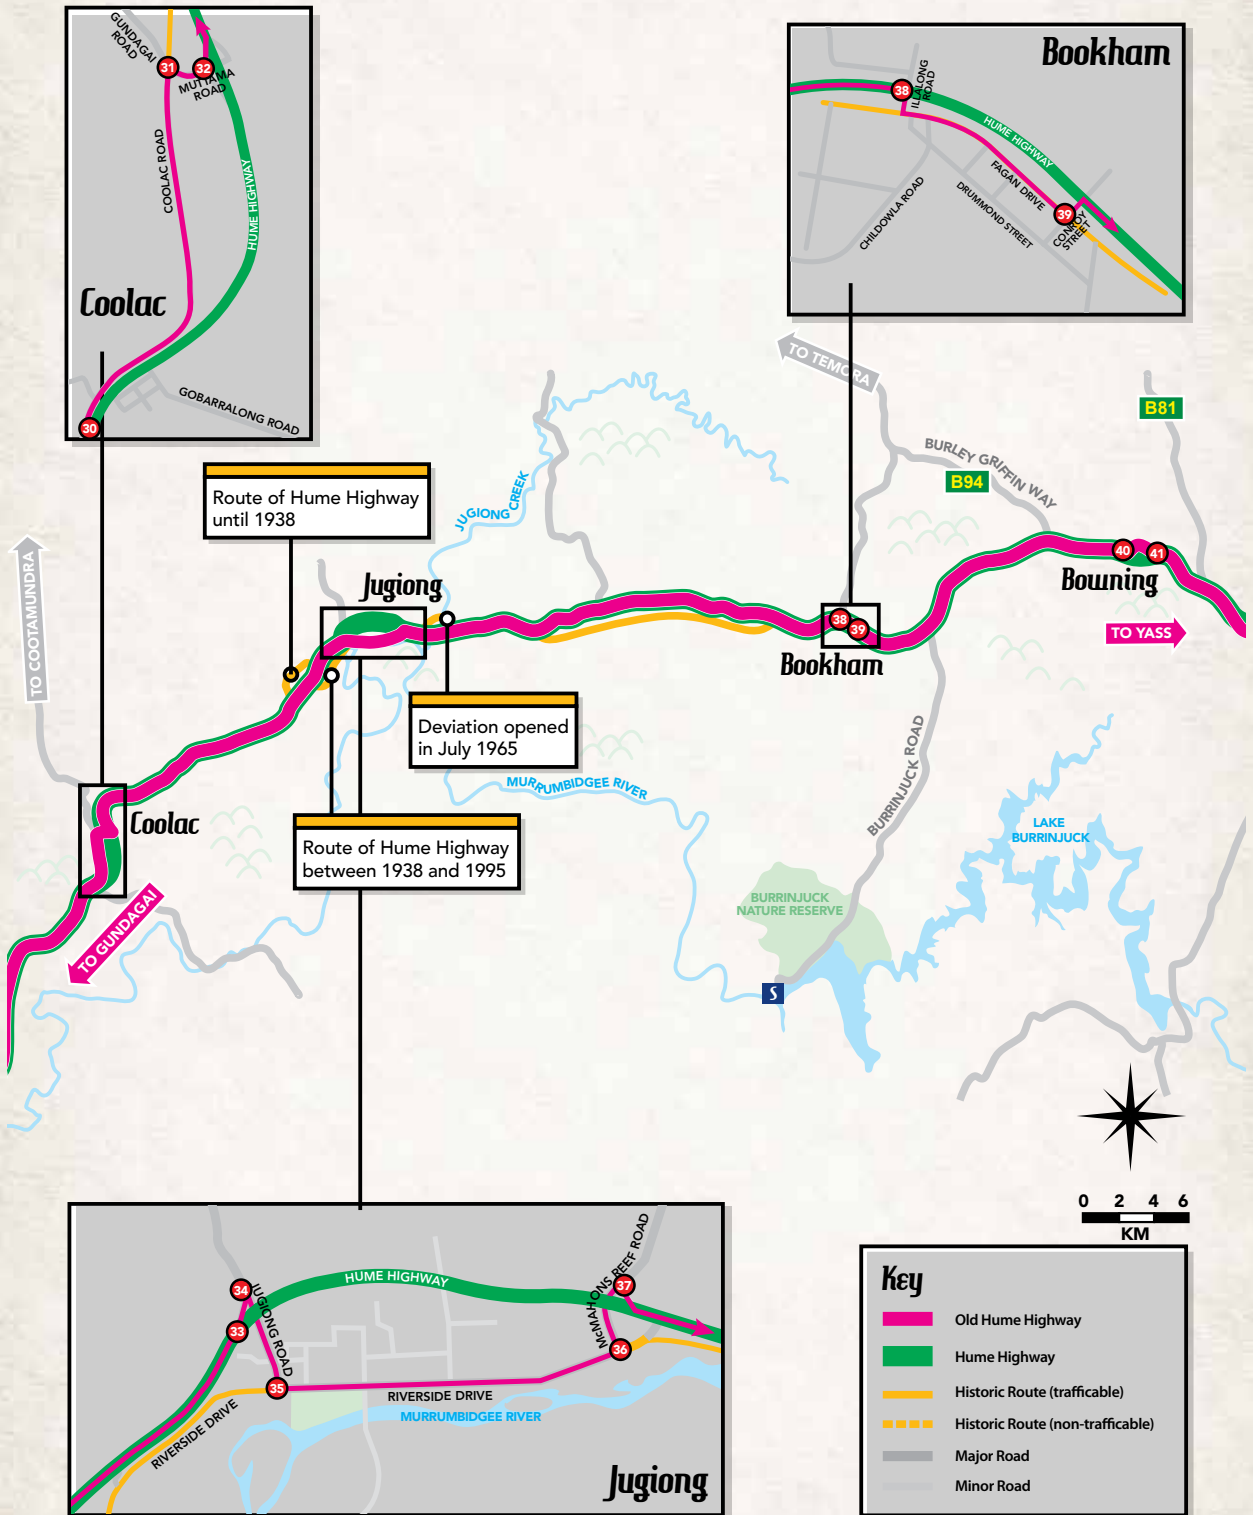 GUNDAGAI
ROAD
31
32
MUTTAMA
ROAD
COOLAC ROAD
HUME HIGHWAY
Coolac
GOBARRALONG ROAD
30
Bookham
38
ILLALONG
ROAD
HUME HIGHWAY
FAGAN DRIVE
DRUMMOND STREET
CHILDOWLA ROAD
39
CONROY
STREET
TO TEMORA
B81
BURLEY GRIFFIN WAY
B94
JUGIONG CREEK
Route of Hume Highway
until 1938
TO COOTAMUNDRA
Jugiong
40
41
Bowning
TO YASS
38
39
Bookham
Deviation opened
in July 1965
MURRUMBIDGEE RIVER
BURRINJUCK ROAD
Route of Hume Highway
between 1938 and 1995
Coolac
TO GUNDAGAI
LAKE
BURRINJUCK
BURRINJUCK
NATURE RESERVE
S
0 2 4 6
KM
34
33
JUGIONG ROAD
HUME HIGHWAY
McMAHONS REEF ROAD
37
36
35
RIVERSIDE DRIVE
RIVERSIDE DRIVE
MURRUMBIDGEE RIVER
Jugiong
Key
Old Hume Highway
Hume Highway
Historic Route (trafficable)
Historic Route (non-trafficable)
Major Road
Minor Road